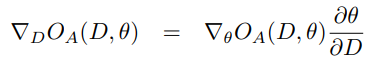 ∇_D O_A(D, θ) = ∇_θ O_A(D, θ) ∂θ/∂D